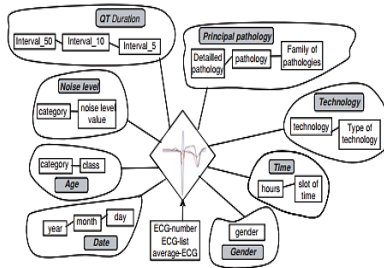 QT Duration
Interval_50
Interval_10
Interval_5
Principal pathology
Detailled
pathology
pathology
Family of
pathologies
Noise level
category
noise level
value
Technology
technology
Type of
technology
category
class
Age
Time
hours
slot of
time
year
month
day
Date
ECG-number
ECG-list
average-ECG
gender
Gender